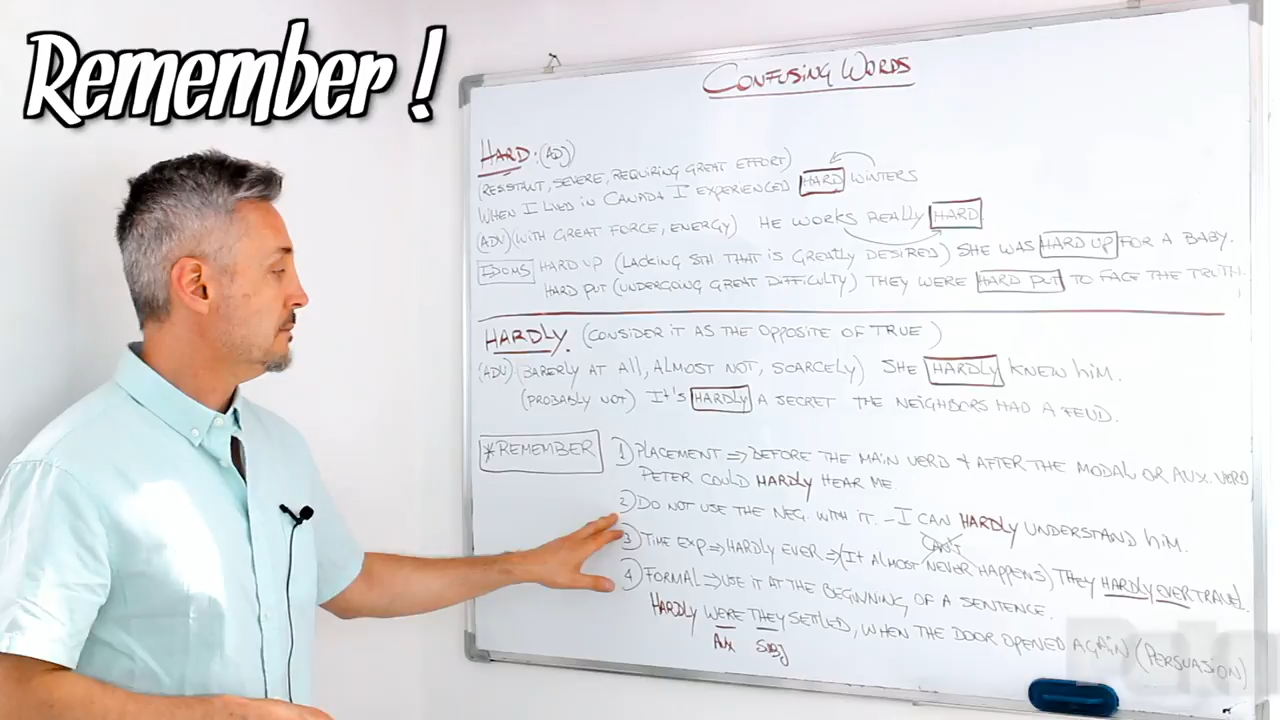 Remember !
CONFUSING WORDS
HARD: (ADJ)
(RESISTANT, SEVERE, REQUIRING GREAT EFFORT)
WHEN I LIVED IN CANADA I EXPERIENCED HARD WINTERS
(ADV) (WITH GREAT FORCE, ENERGY) HE WORKS REALLY HARD
IDIOMS HARD UP (LACKING STH THAT IS GREATLY DESIRED) SHE WAS HARD UP FOR A BABY.
HARD PUT (UNDERGOING GREAT DIFFICULTY) THEY WERE HARD PUT TO FACE THE TRUTH.
HARDLY. (CONSIDER IT AS THE OPPOSITE OF TRUE)
(ADV) (BARERLY AT ALL, ALMOST NOT, SCARCELY) SHE HARDLY KNEW HiM.
(PROBABLY NOT) It's HARDLY A SECRET THE NEIGHBORS HAD A FEUD.
*REMEMBER 1) PLACEMENT => BEFORE THE MAIN VERB & AFTER THE MODAL OR AUX. VERB
PETER COULD HARDLY HEAR ME.
2) DO NOT USE THE NEG. WITH IT. - I CAN HARDLY UNDERSTAND HiM.
CAN'T
3) TIME EXP => HARDLY EVER => (IT ALMOST NEVER HAPPENS) THEY HARDLY EVER TRAVEL.
4) FORMAL => USE IT AT THE BEGINNING OF A SENTENCE.
HARDLY WERE THEY SETTLED, WHEN THE DOOR OPENED AGAIN (PERSUASION)
AUX SUBJ